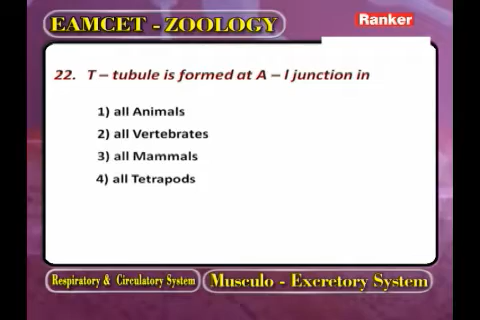 EAMCET - ZOOLOGY
Ranker
22. T – tubule is formed at A – I junction in
1) all Animals
2) all Vertebrates
3) all Mammals
4) all Tetrapods
Respiratory & Circulatory System
Musculo - Excretory System